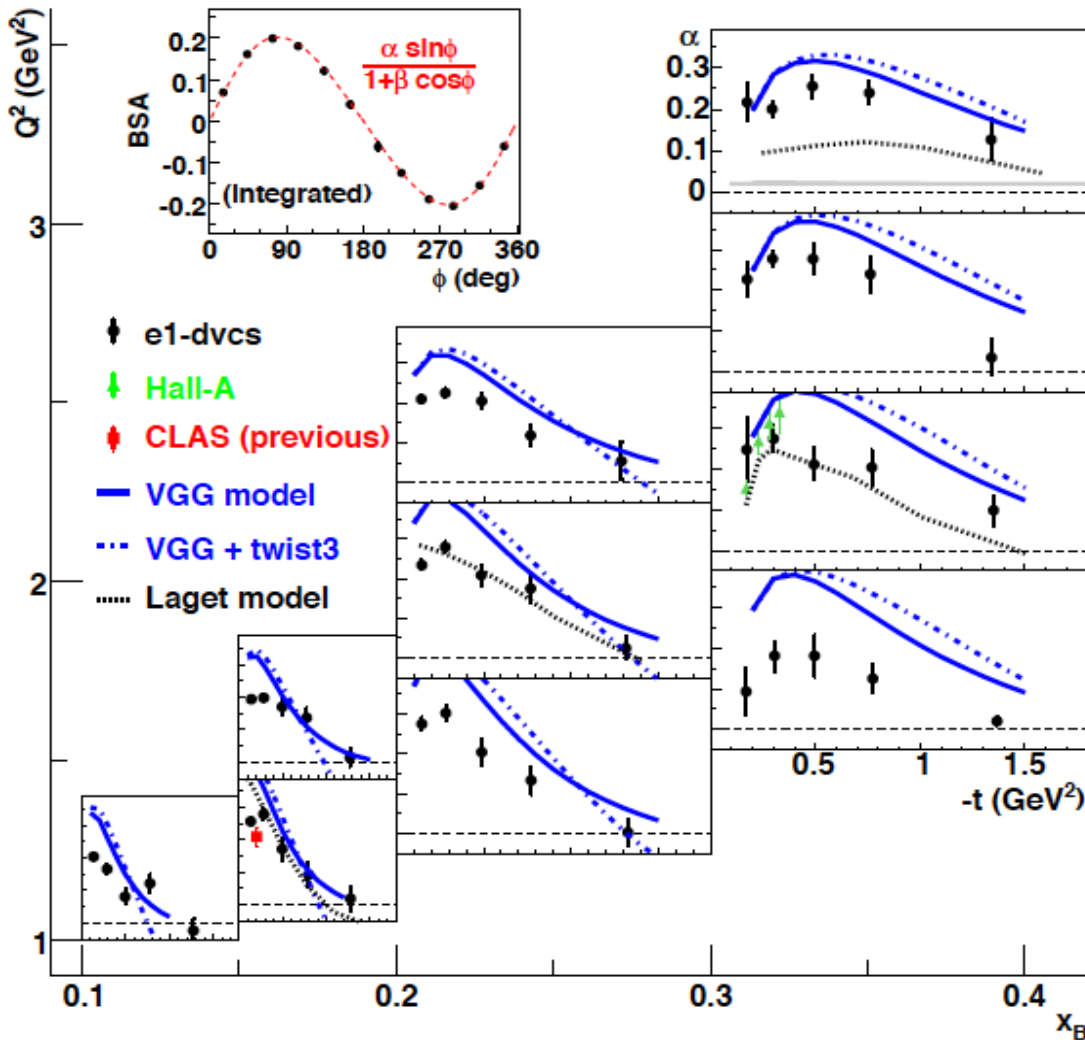 Q² (GeV²)
3
2
1
BSA
0.2
0.1
0
-0.1
-0.2
α sinϕ
1+β cosϕ
(Integrated)
0 90 180 270 360
ϕ (deg)
e1-dvcs
Hall-A
CLAS (previous)
VGG model
VGG + twist3
Laget model
α
0.3
0.2
0.1
0
0.5 1 1.5
-t (GeV²)
0.1 0.2 0.3 0.4
x_B